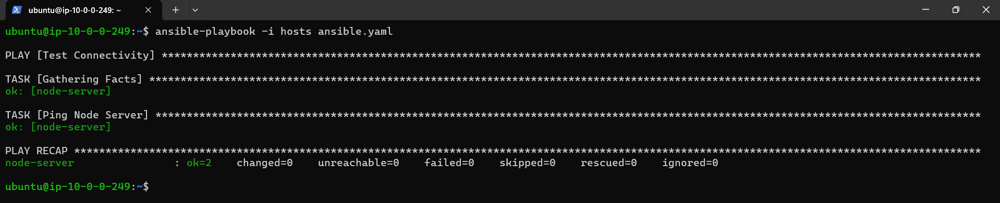 ubuntu@ip-10-0-0-249: ~
ubuntu@ip-10-0-0-249:~$ ansible-playbook -i hosts ansible.yaml
PLAY [Test Connectivity] ***********************************************************************************************************************************
TASK [Gathering Facts] *************************************************************************************************************************************
ok: [node-server]
TASK [Ping Node Server] ************************************************************************************************************************************
ok: [node-server]
PLAY RECAP *************************************************************************************************************************************************
node-server                : ok=2    changed=0    unreachable=0    failed=0    skipped=0    rescued=0    ignored=0
ubuntu@ip-10-0-0-249:~$